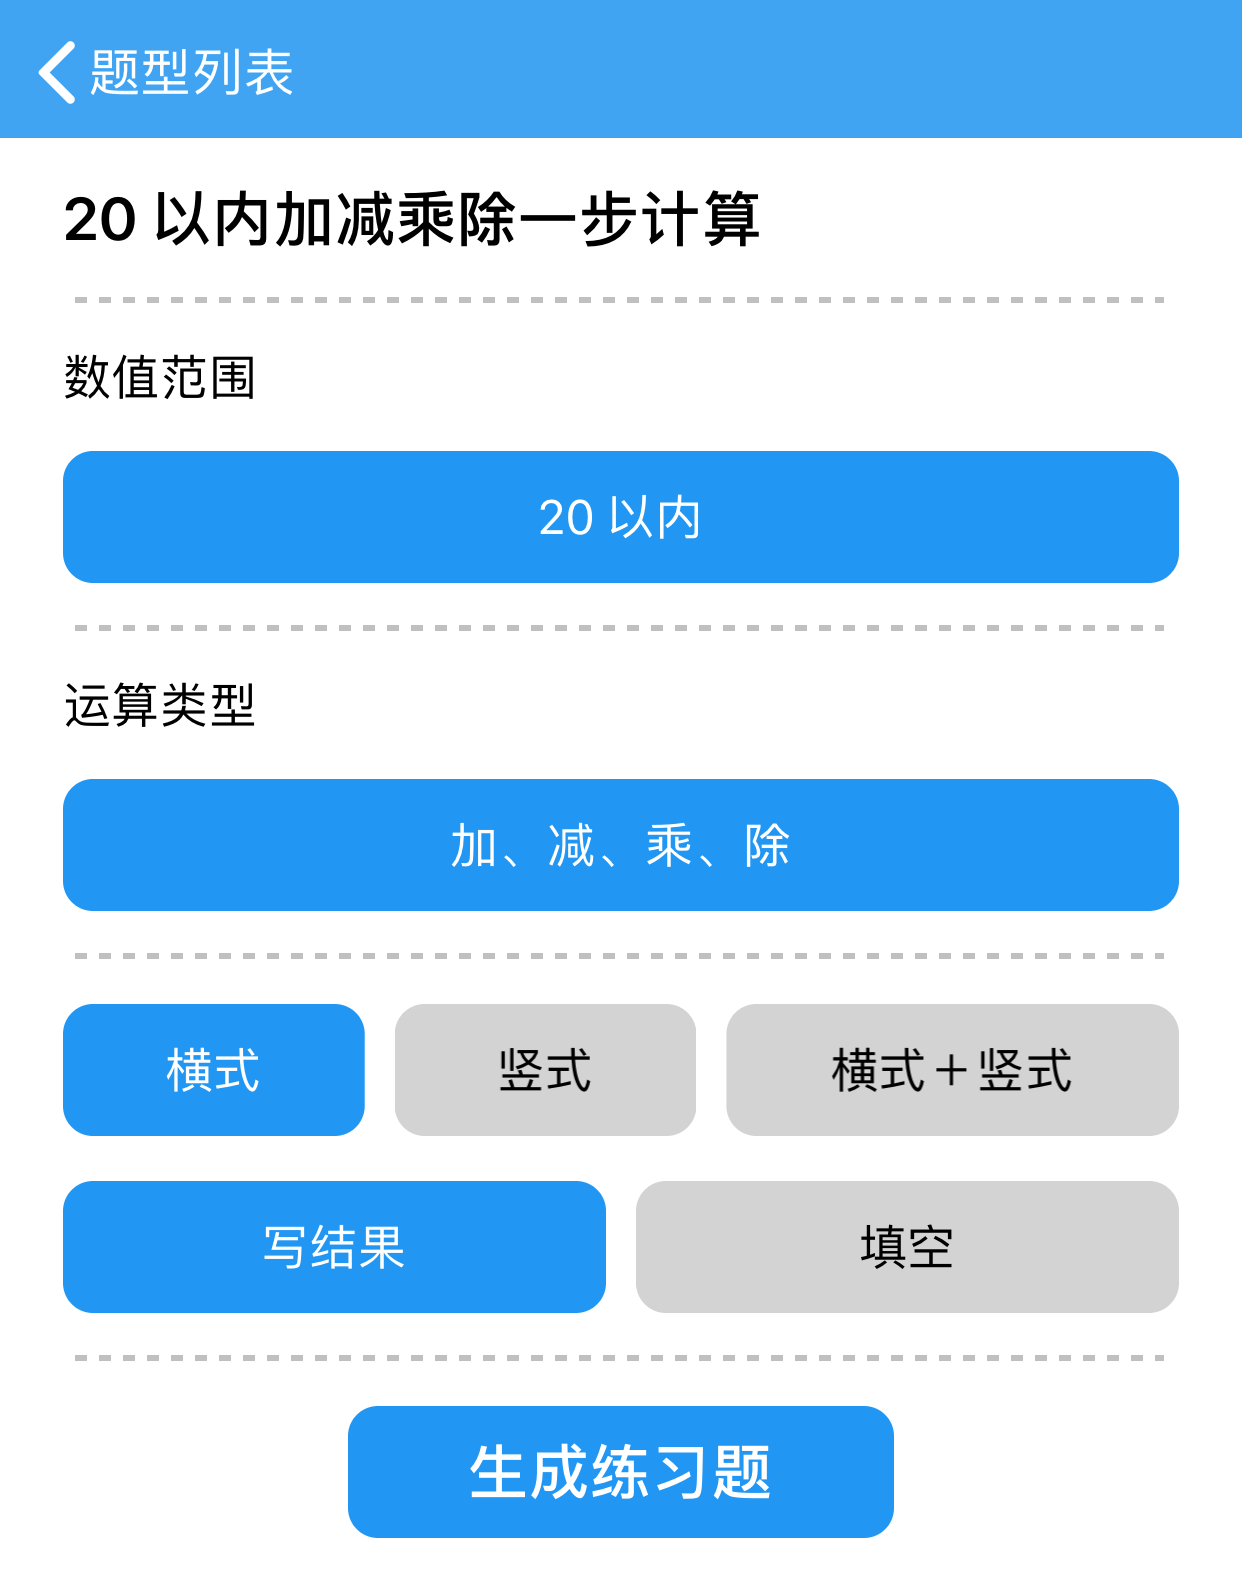 题型列表
20 以内加减乘除一步计算
数值范围
20 以内
运算类型
加、减、乘、除
横式
竖式
横式＋竖式
写结果
填空
生成练习题